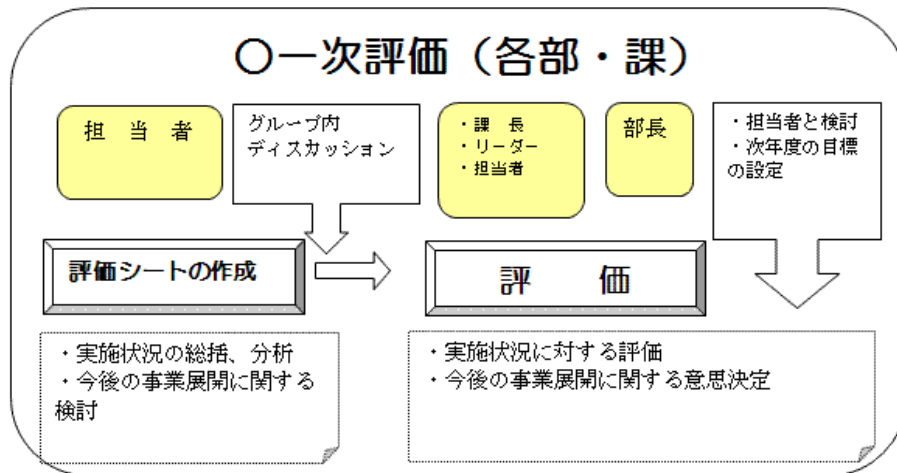 〇一次評価（各部・課）
担　当　者
グループ内
ディスカッション
・課　長
・リーダー
・担当者
部長
・担当者と検討
・次年度の目標
の設定
評価シートの作成
評　　価
・実施状況の総括、分析
・今後の事業展開に関する
検討
・実施状況に対する評価
・今後の事業展開に関する意思決定